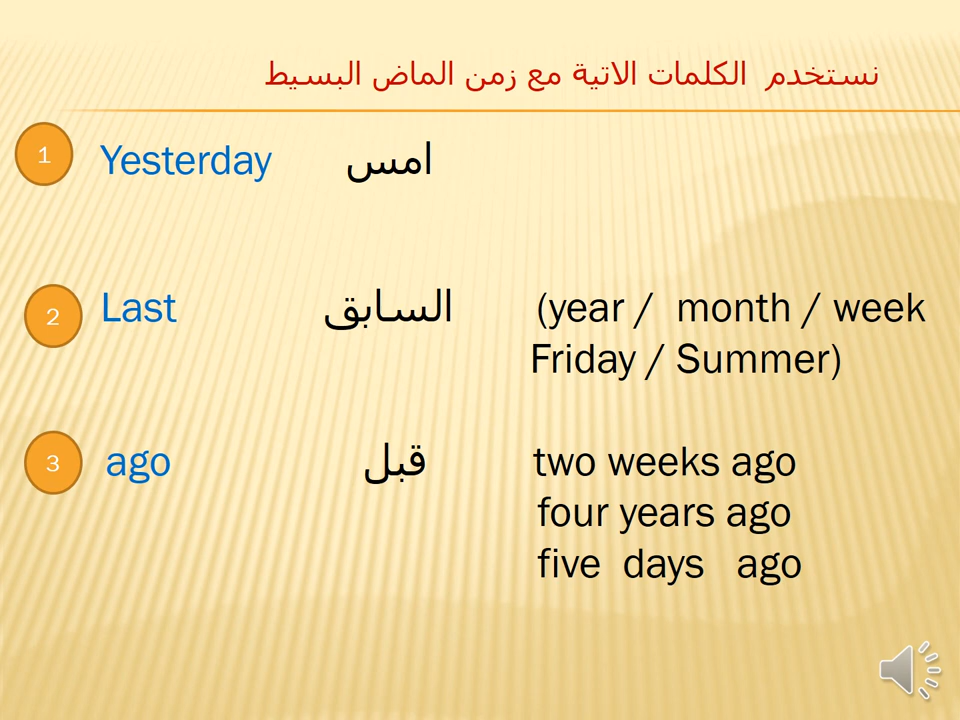 نستخدم الكلمات الاتية مع زمن الماض البسيط
1 Yesterday امس
2 Last السابق (year / month / week
Friday / Summer)
3 ago قبل two weeks ago
four years ago
five days ago